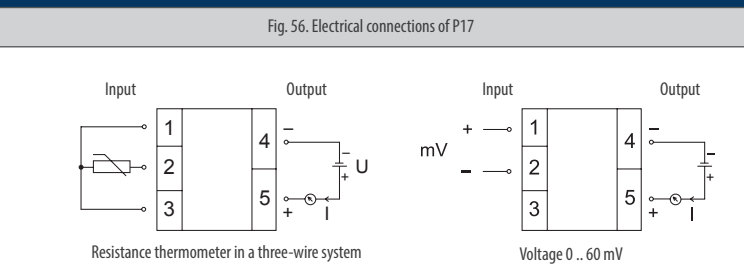 Fig. 56. Electrical connections of P17
Input Output
1
2
3
4
5
–
–
+
U
+
I
Resistance thermometer in a three-wire system
Input Output
+
mV
–
1
2
3
4
5
–
–
+
+
I
Voltage 0 .. 60 mV